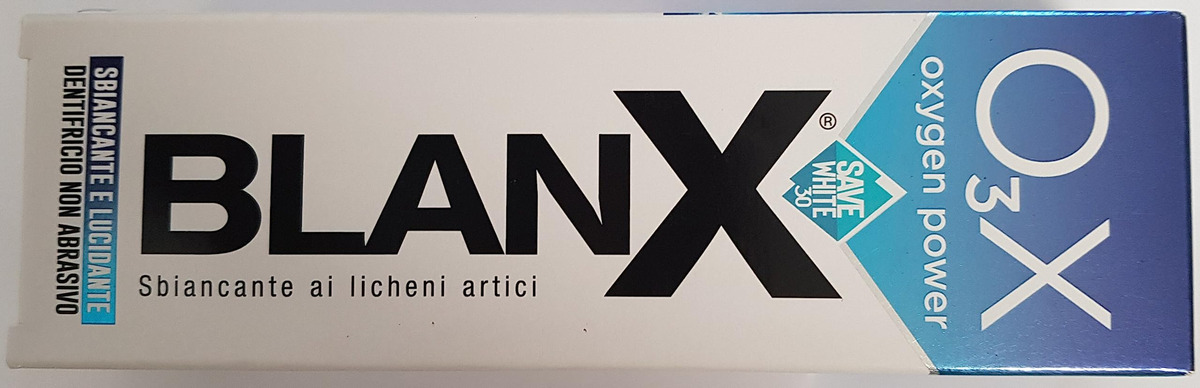 SBIANCANTE E LUCIDANTE
DENTIFRICIO NON ABRASIVO
BLANX®
Sbiancante ai licheni artici
SAVE
WHITE
30
O3X
oxygen power